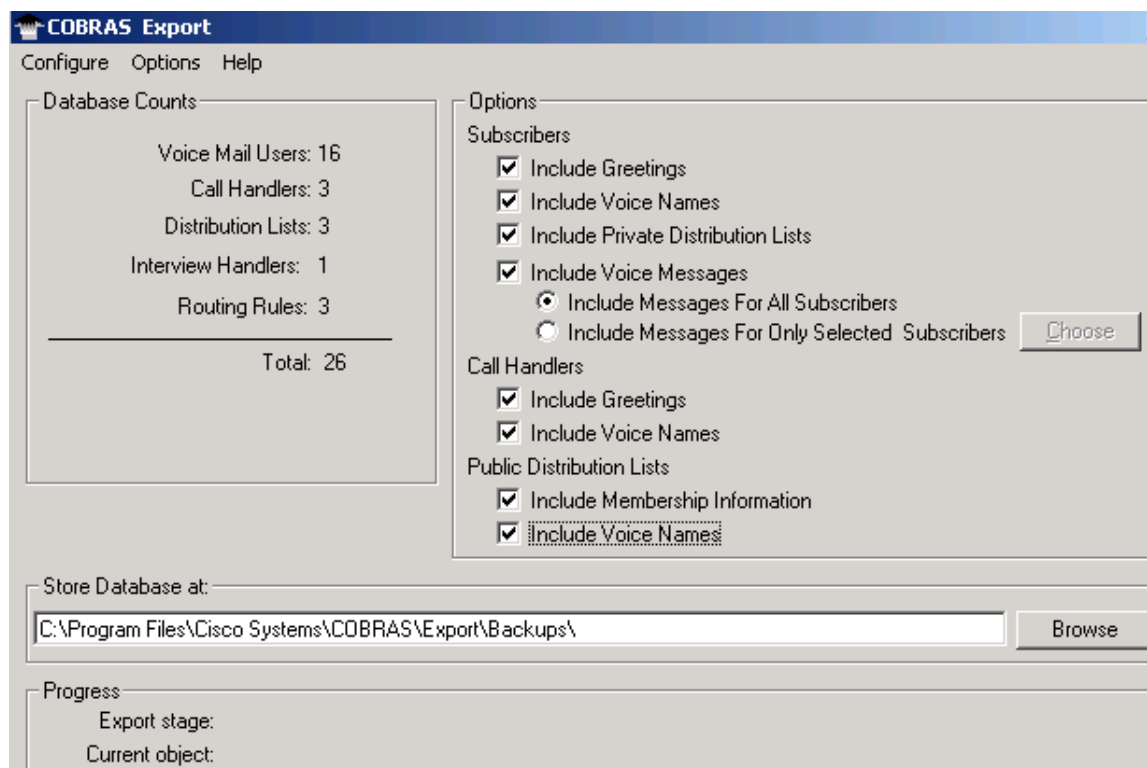 COBRAS Export
Configure Options Help
Database Counts
Voice Mail Users: 16
Call Handlers: 3
Distribution Lists: 3
Interview Handlers: 1
Routing Rules: 3
Total: 26
Options
Subscribers
Include Greetings
Include Voice Names
Include Private Distribution Lists
Include Voice Messages
Include Messages For All Subscribers
Include Messages For Only Selected Subscribers
Choose
Call Handlers
Include Greetings
Include Voice Names
Public Distribution Lists
Include Membership Information
Include Voice Names
Store Database at:
C:\Program Files\Cisco Systems\COBRAS\Export\Backups\
Browse
Progress
Export stage:
Current object: